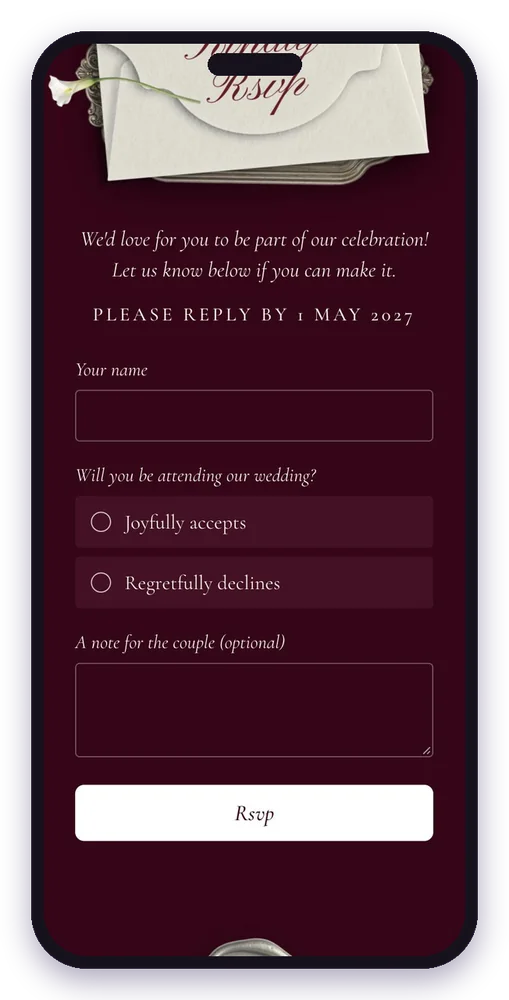 Kindly
Rsvp
We'd love for you to be part of our celebration!
Let us know below if you can make it.
PLEASE REPLY BY 1 MAY 2027
Your name
Will you be attending our wedding?
Joyfully accepts
Regretfully declines
A note for the couple (optional)
Rsvp